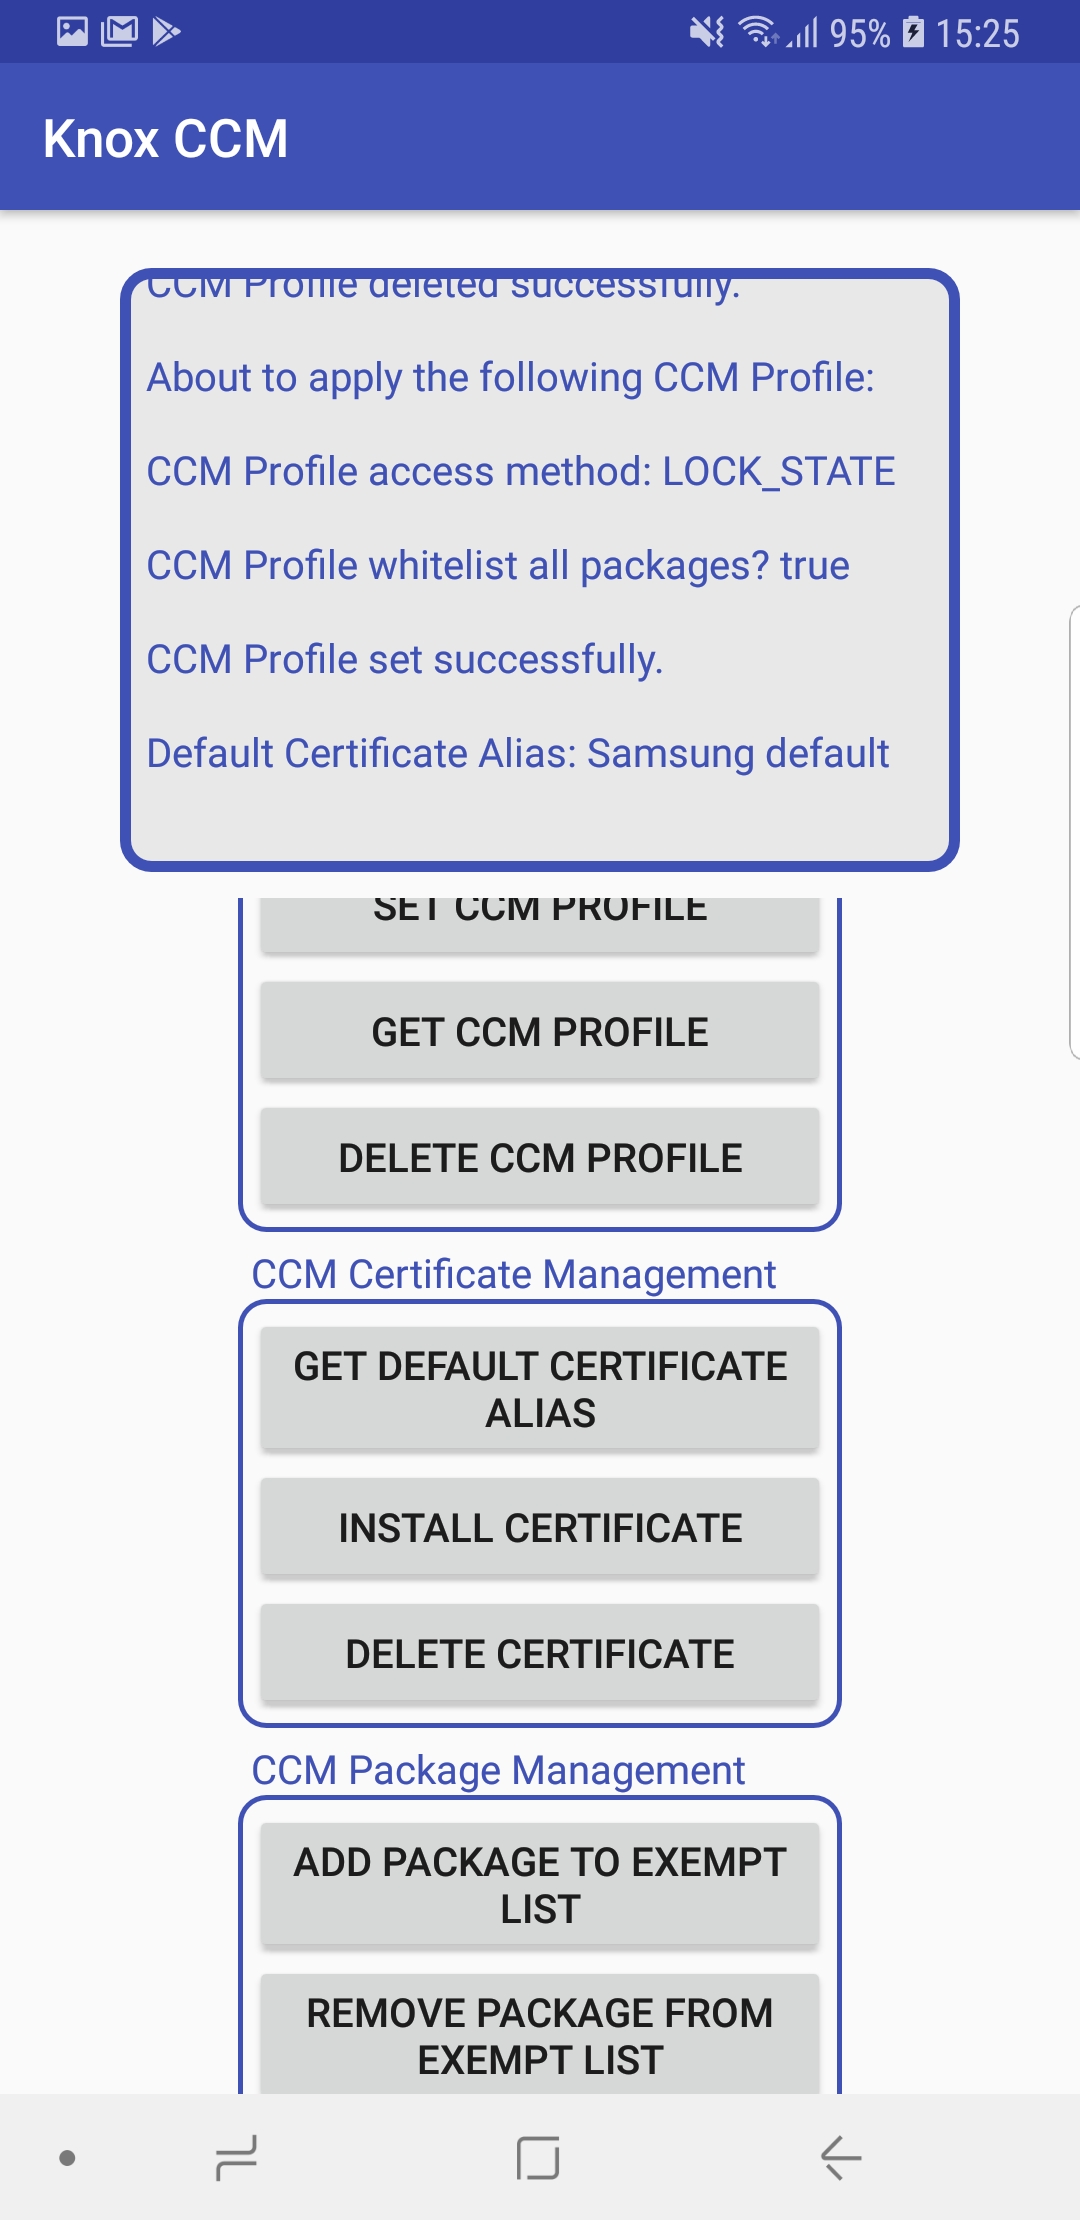 95% 15:25
Knox CCM
CCM Profile deleted successfully.
About to apply the following CCM Profile:
CCM Profile access method: LOCK_STATE
CCM Profile whitelist all packages? true
CCM Profile set successfully.
Default Certificate Alias: Samsung default
SET CCM PROFILE
GET CCM PROFILE
DELETE CCM PROFILE
CCM Certificate Management
GET DEFAULT CERTIFICATE
ALIAS
INSTALL CERTIFICATE
DELETE CERTIFICATE
CCM Package Management
ADD PACKAGE TO EXEMPT
LIST
REMOVE PACKAGE FROM
EXEMPT LIST